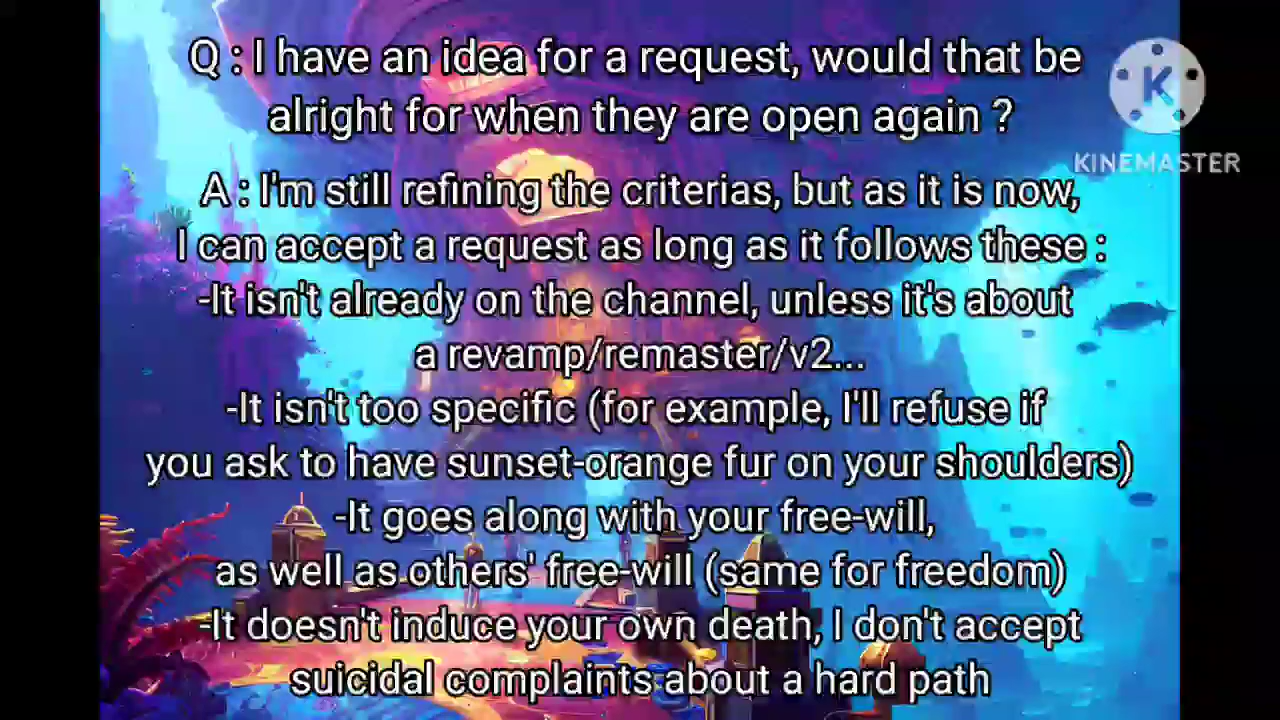 Q : I have an idea for a request, would that be
alright for when they are open again ?
A : I'm still refining the criterias, but as it is now,
I can accept a request as long as it follows these :
-It isn't already on the channel, unless it's about
a revamp/remaster/v2...
-It isn't too specific (for example, I'll refuse if
you ask to have sunset-orange fur on your shoulders)
-It goes along with your free-will,
as well as others' free-will (same for freedom)
-It doesn't induce your own death, I don't accept
suicidal complaints about a hard path
K
KINEMASTER